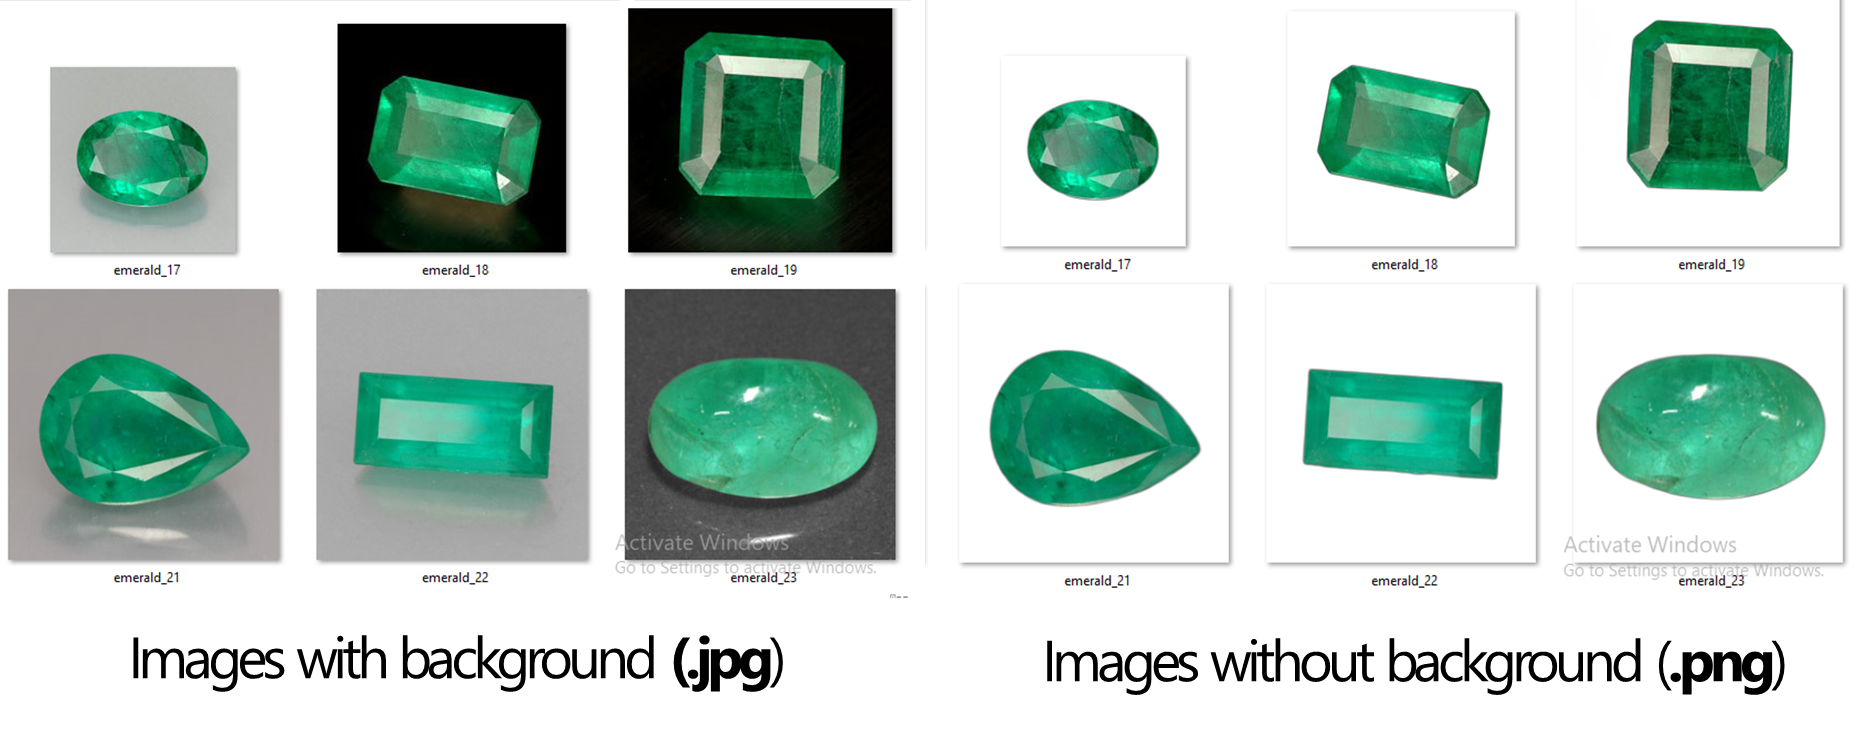 emerald_17
emerald_18
emerald_19
emerald_21
emerald_22
emerald_23
Activate Windows
Go to Settings to activate Windows.
Images with background (.jpg)
emerald_17
emerald_18
emerald_19
emerald_21
emerald_22
emerald_23
Activate Windows
Go to Settings to activate Windows.
Images without background (.png)